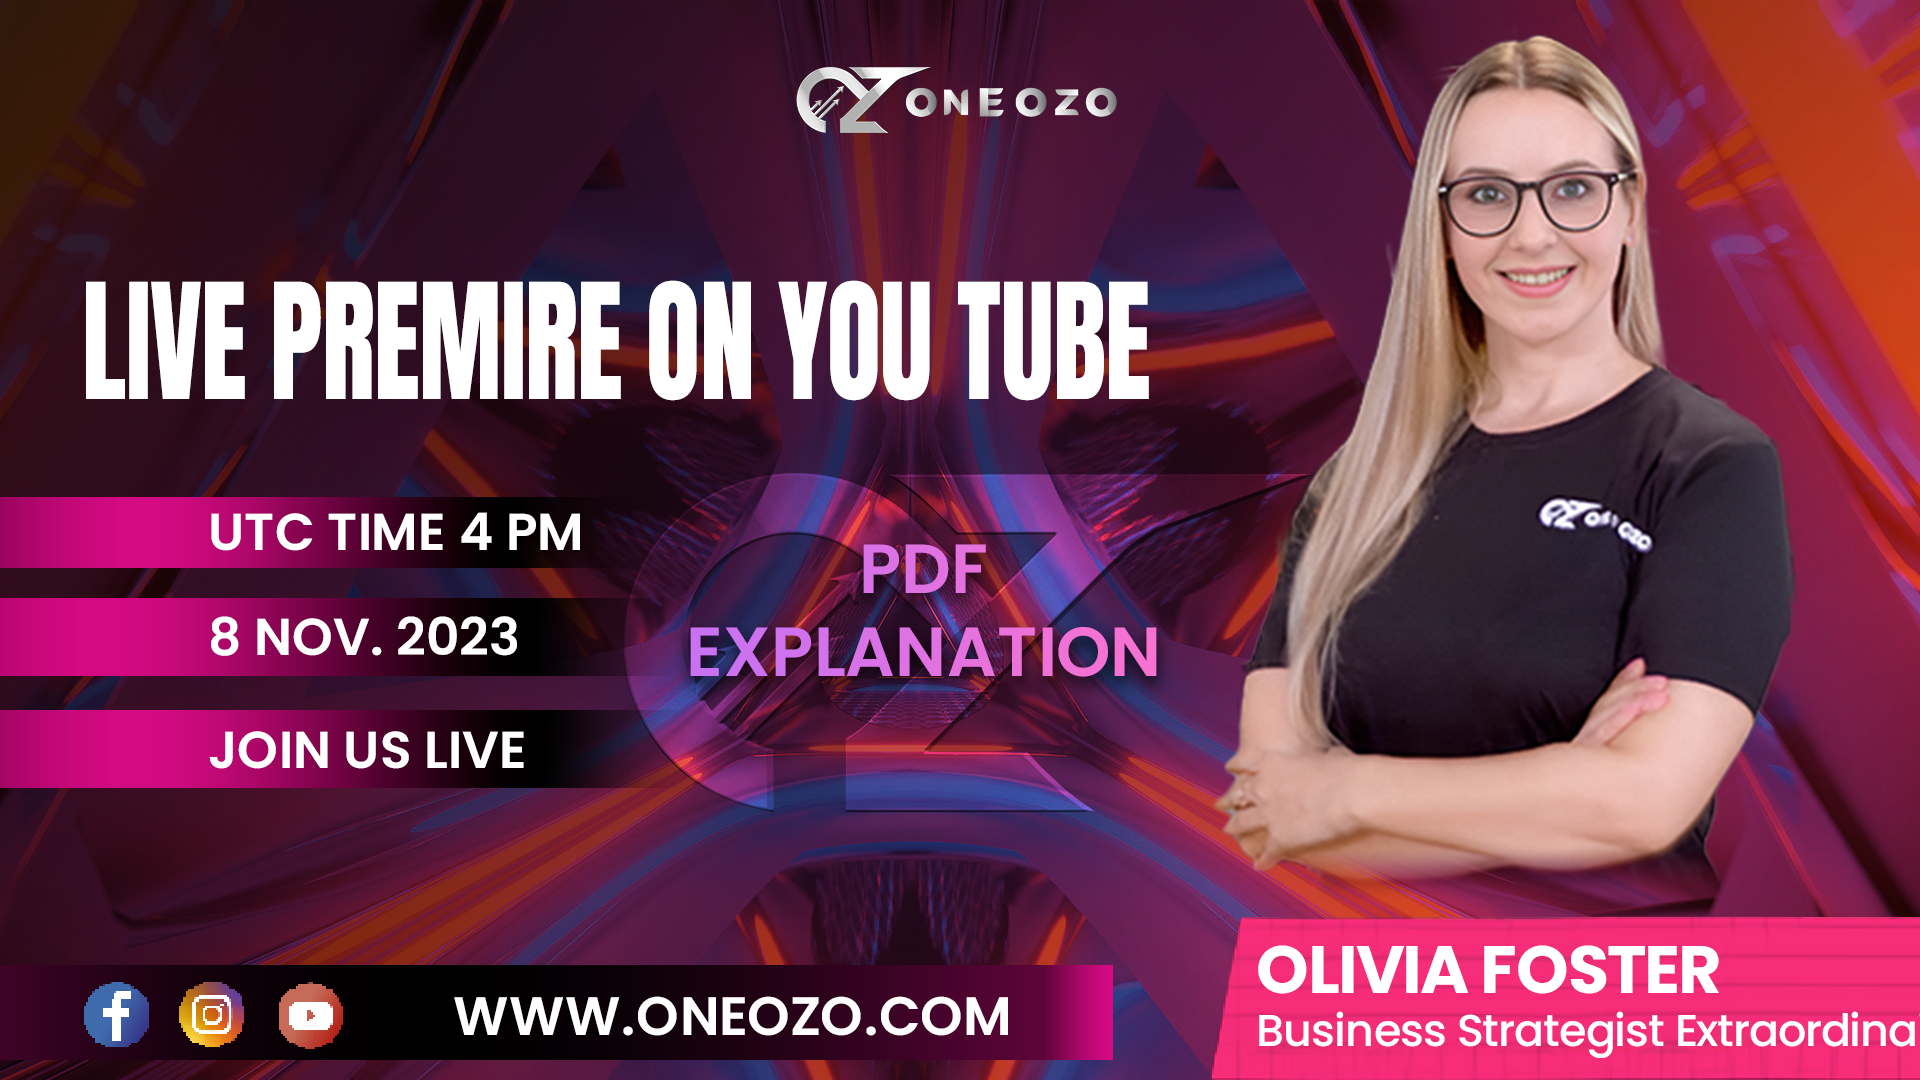 ONEOZO
LIVE PREMIRE ON YOU TUBE
UTC TIME 4 PM
8 NOV. 2023
JOIN US LIVE
PDF
EXPLANATION
ONEOZO
WWW.ONEOZO.COM
OLIVIA FOSTER
Business Strategist Extraordina